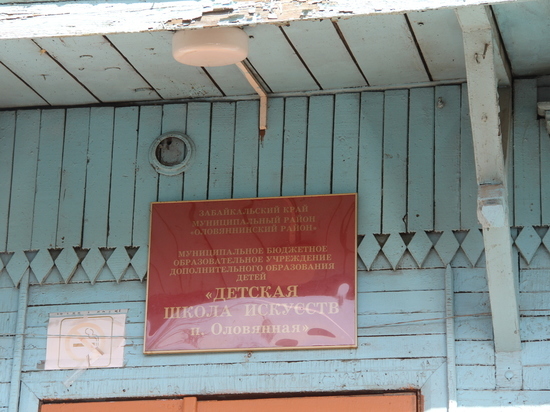 ЗАБАЙКАЛЬСКИЙ КРАЙ
МУНИЦИПАЛЬНЫЙ РАЙОН
«ОЛОВЯННИНСКИЙ РАЙОН»
МУНИЦИПАЛЬНОЕ БЮДЖЕТНОЕ
ОБРАЗОВАТЕЛЬНОЕ УЧРЕЖДЕНИЕ
ДОПОЛНИТЕЛЬНОГО ОБРАЗОВАНИЯ
ДЕТЕЙ
«ДЕТСКАЯ
ШКОЛА ИСКУССТВ
п. Оловянная»